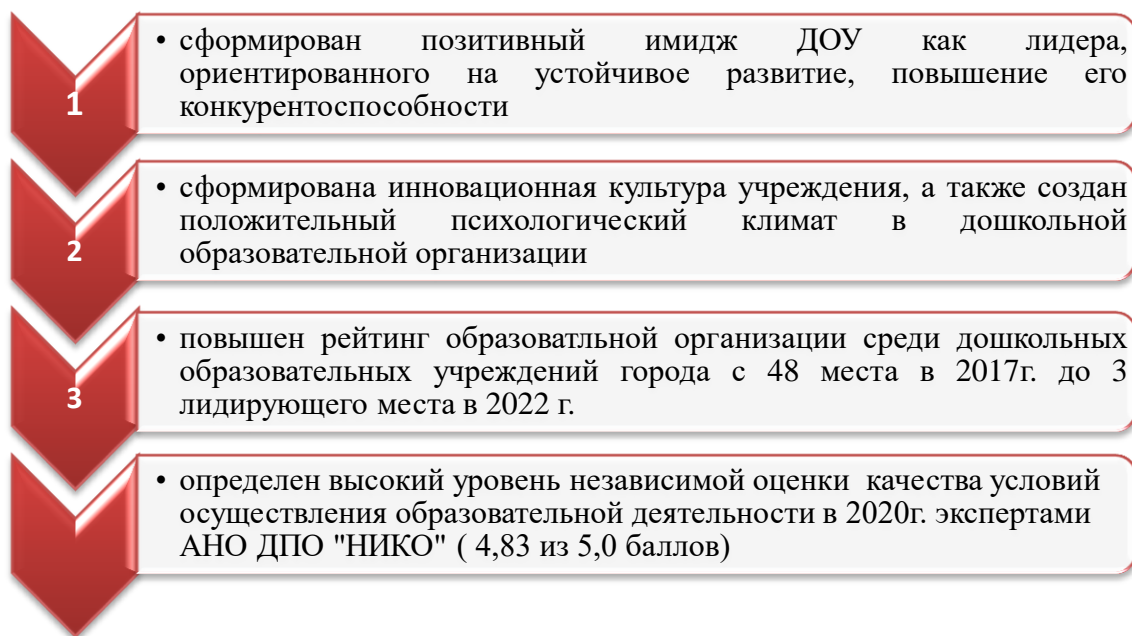 1
• сформирован позитивный имидж ДОУ как лидера,
ориентированного на устойчивое развитие, повышение его
конкурентоспособности
2
• сформирована инновационная культура учреждения, а также создан
положительный психологический климат в дошкольной
образовательной организации
3
• повышен рейтинг образоватльной организации среди дошкольных
образовательных учреждений города с 48 места в 2017г. до 3
лидирующего места в 2022 г.
• определен высокий уровень независимой оценки качества условий
осуществления образовательной деятельности в 2020г. экспертами
АНО ДПО "НИКО" ( 4,83 из 5,0 баллов)